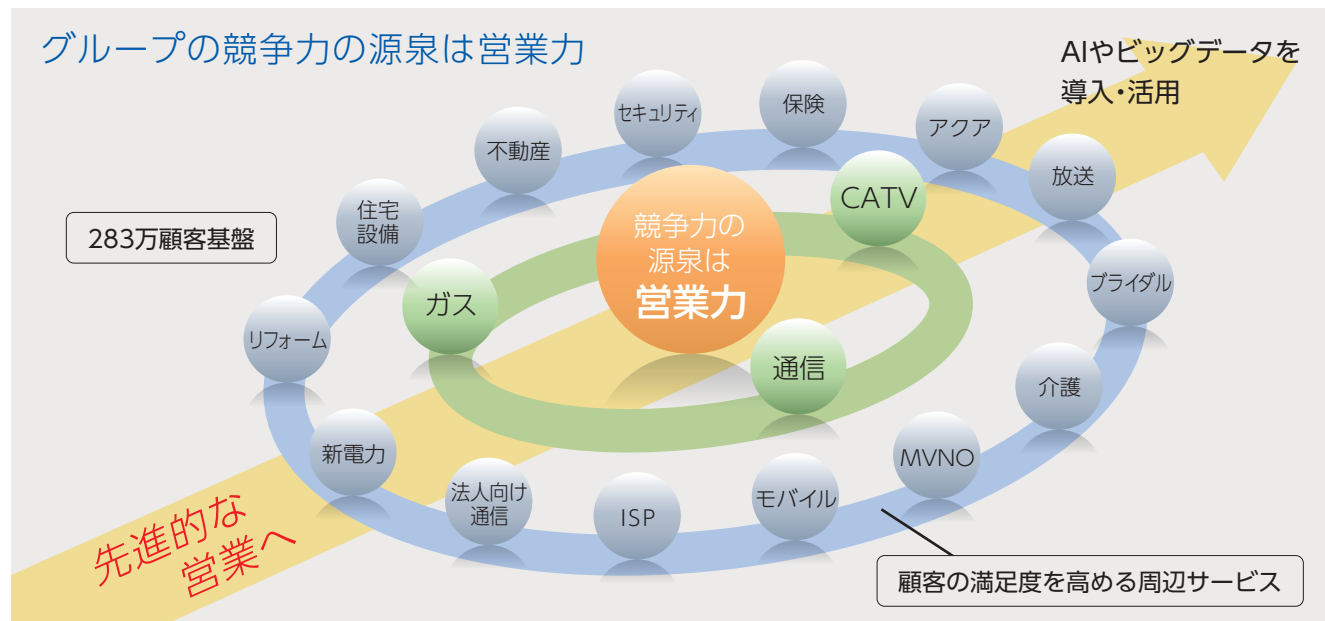 グループの競争力の源泉は営業力
AIやビッグデータを
導入・活用
セキュリティ
保険
アクア
不動産
放送
住宅
設備
CATV
283万顧客基盤
競争力の
源泉は
営業力
ガス
ブライダル
リフォーム
通信
介護
新電力
MVNO
法人向け
通信
ISP
モバイル
先進的な
営業へ
顧客の満足度を高める周辺サービス